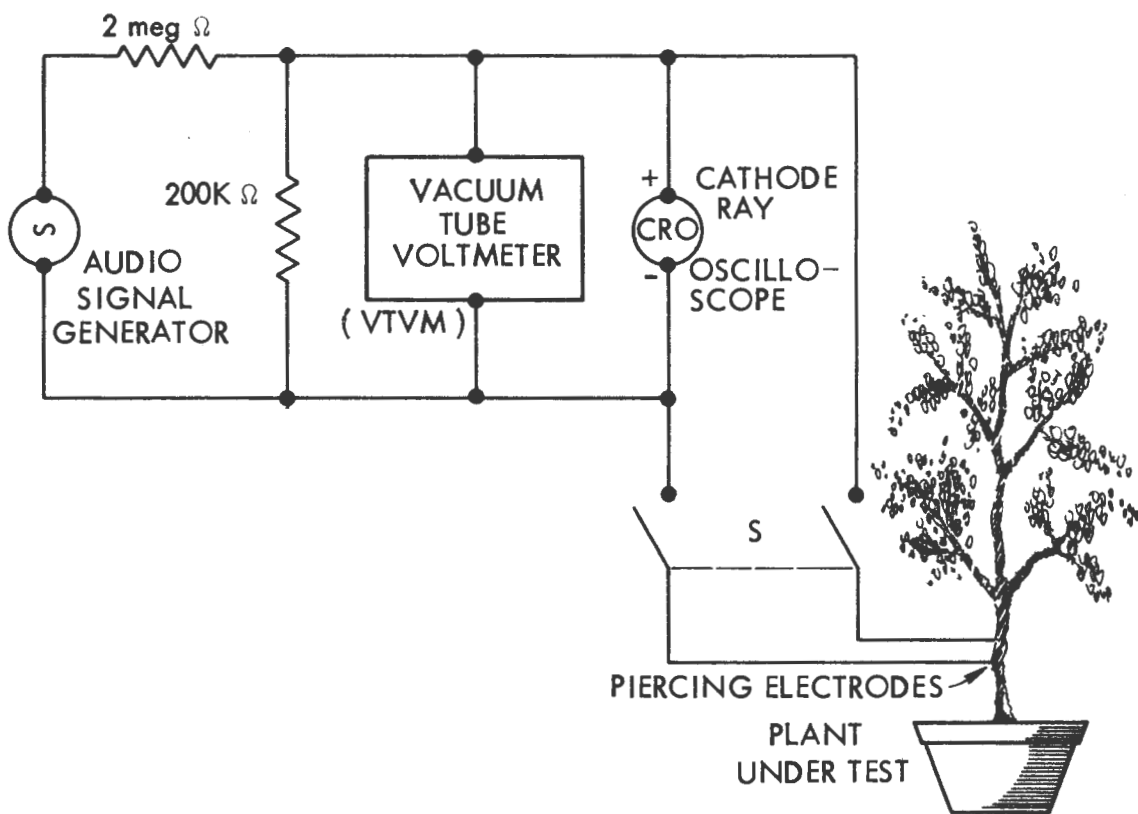 2 meg Ω
200K Ω
S
AUDIO
SIGNAL
GENERATOR
VACUUM
TUBE
VOLTMETER
( VTVM )
+
CRO
-
CATHODE
RAY
OSCILLO-
SCOPE
S
PIERCING ELECTRODES
PLANT
UNDER TEST